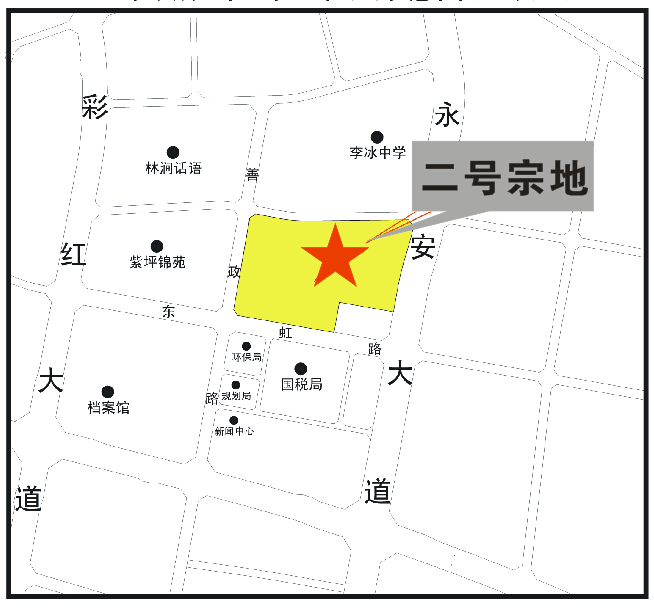 彩红大道
永安大道
善政路
东虹路
二号宗地
林涧话语
李冰中学
紫坪锦苑
环保局
国税局
规划局
档案馆
新闻中心